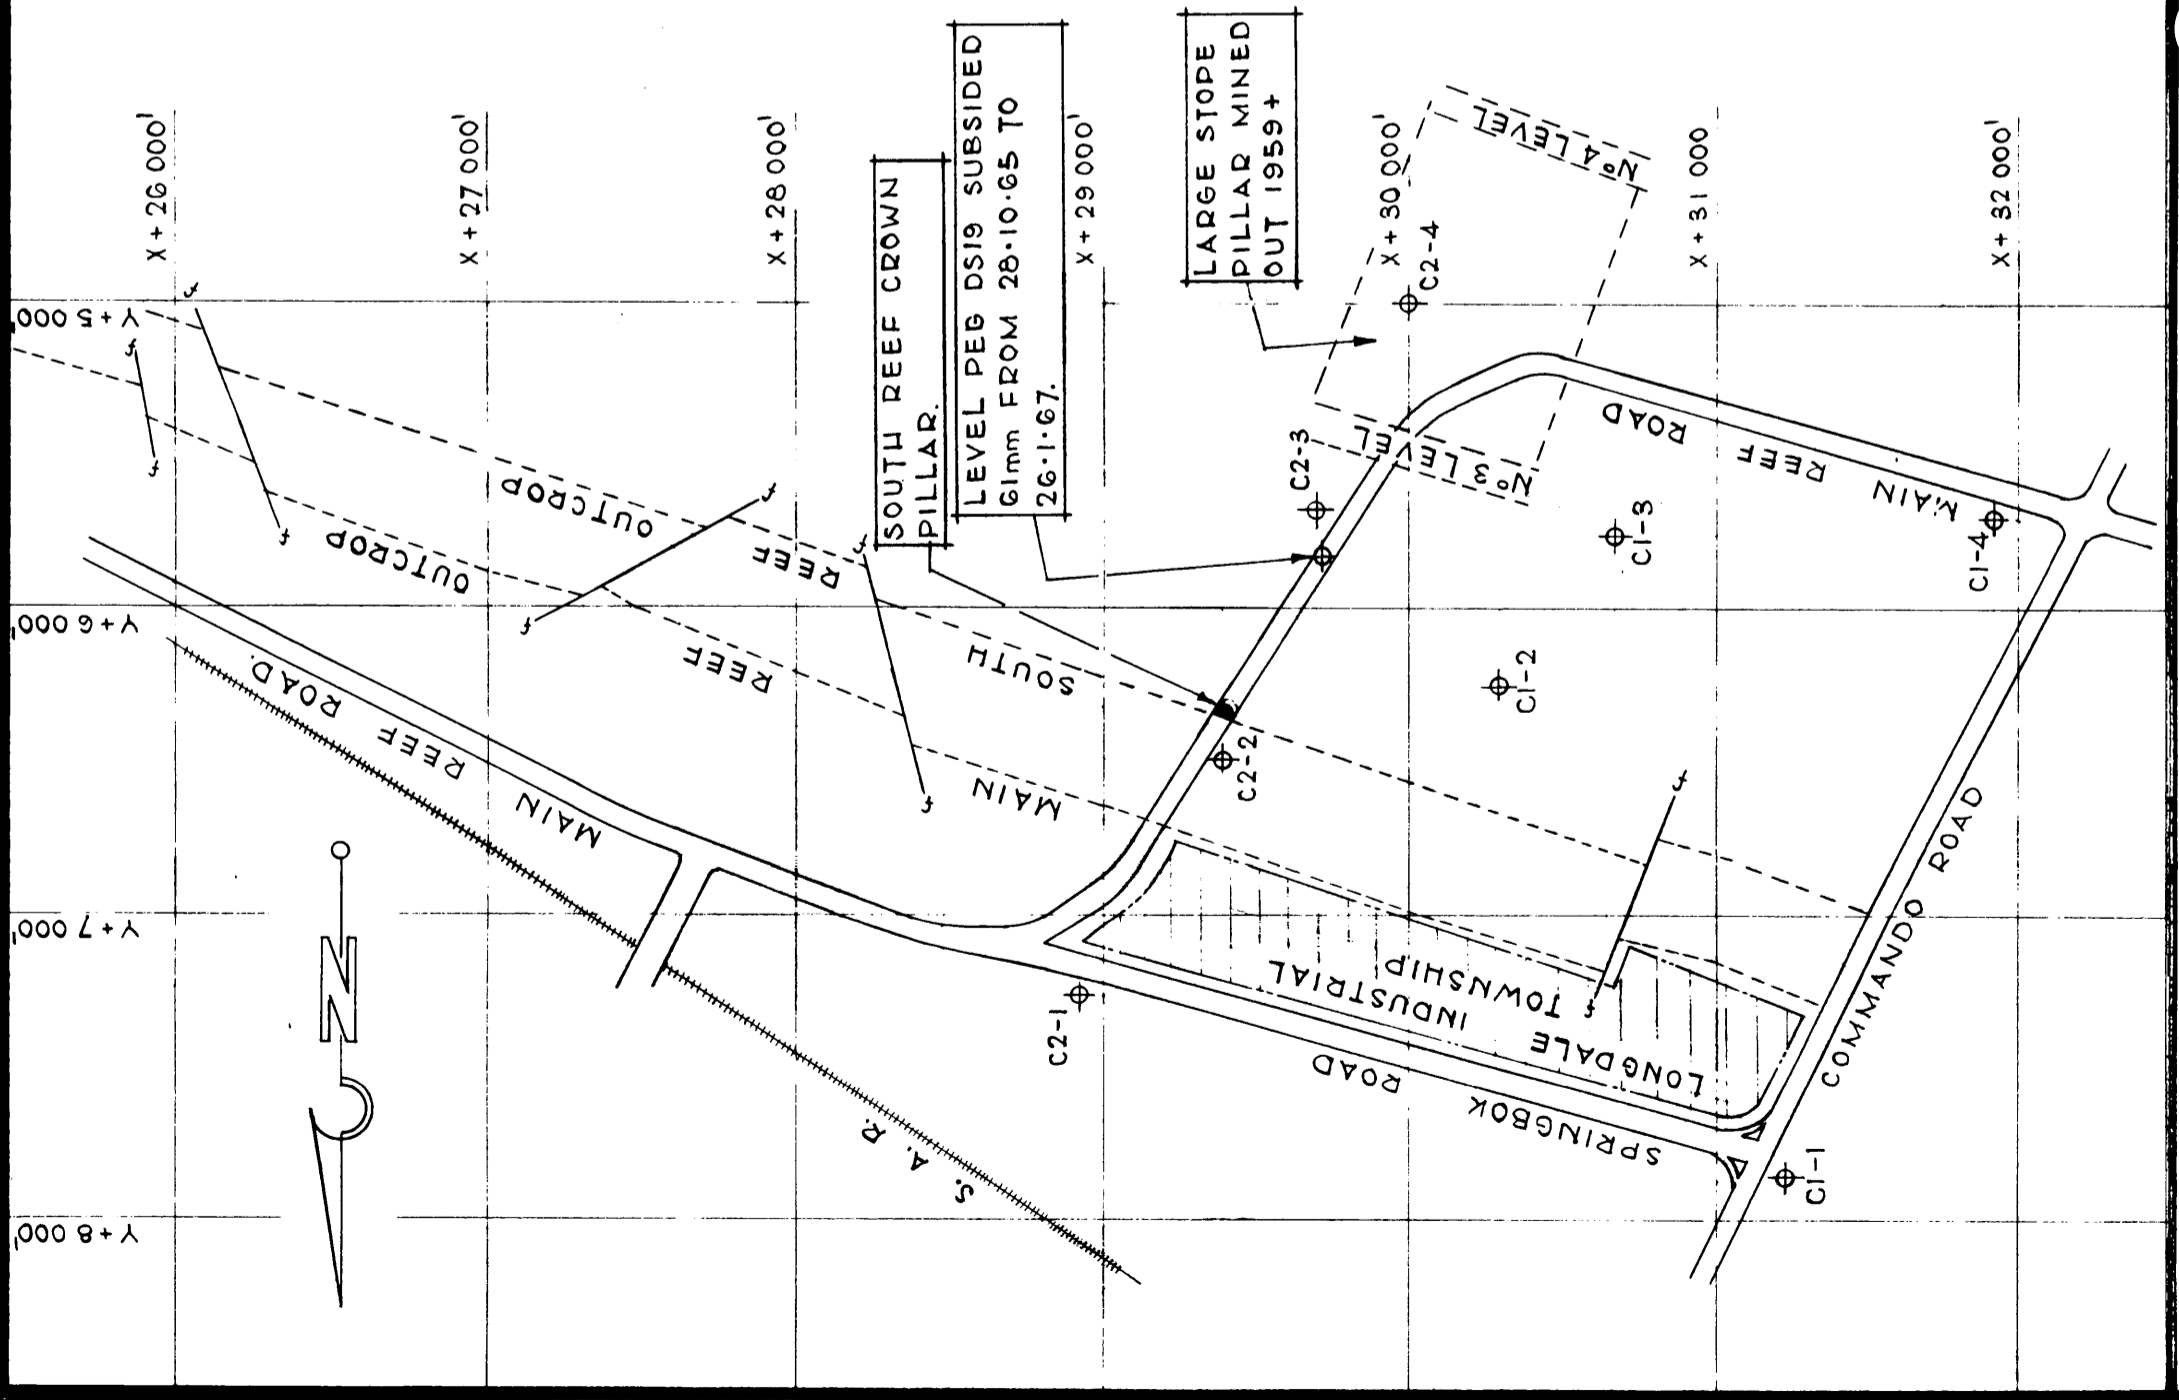 X + 26 000'
X + 27 000'
X + 28 000'
X + 29 000'
X + 30 000'
X + 31 000
X + 32 000'
Y + 5 000'
Y + 6 000'
Y + 7 000'
Y + 8 000'
SOUTH REEF CROWN
PILLAR.
LEVEL PEG DS19 SUBSIDED
61mm FROM 28·10·65 TO
26·1·67.
LARGE STOPE
PILLAR MINED
OUT 1959+
Nº 4 LEVEL
Nº 3 LEVEL
C2-4
C2-3
C2-2
C2-1
C1-4
C1-3
C1-2
C1-1
MAIN REEF ROAD.
MAIN REEF OUTCROP
SOUTH REEF OUTCROP
MAIN REEF ROAD
COMMANDO ROAD
SPRINGBOK ROAD
LONGDALE
INDUSTRIAL
TOWNSHIP
S. A. R.
N
f
f
f
f
f
f
f
f
f
f